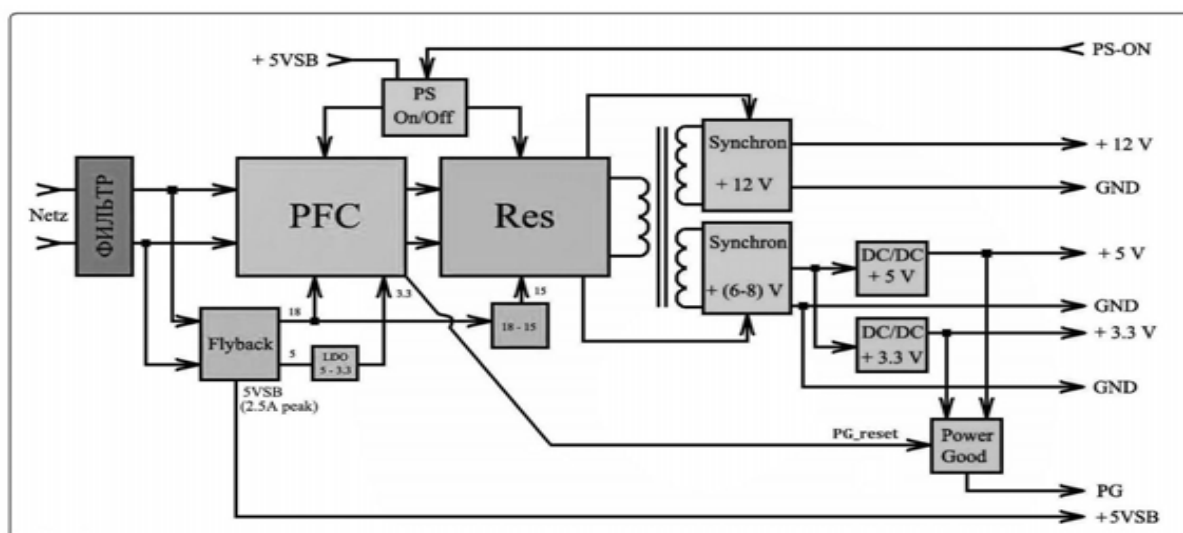 PS-ON
+ 5VSB
PS
On/Off
Synchron
+ 12 V
+ 12 V
GND
Netz
ФИЛЬТР
PFC
Res
Synchron
+ (6-8) V
DC/DC
+ 5 V
+ 5 V
GND
3.3
15
18
18 - 15
Flyback
5
LDO
5 - 3.3
DC/DC
+ 3.3 V
+ 3.3 V
GND
5VSB
(2.5A peak)
PG_reset
Power
Good
PG
+5VSB